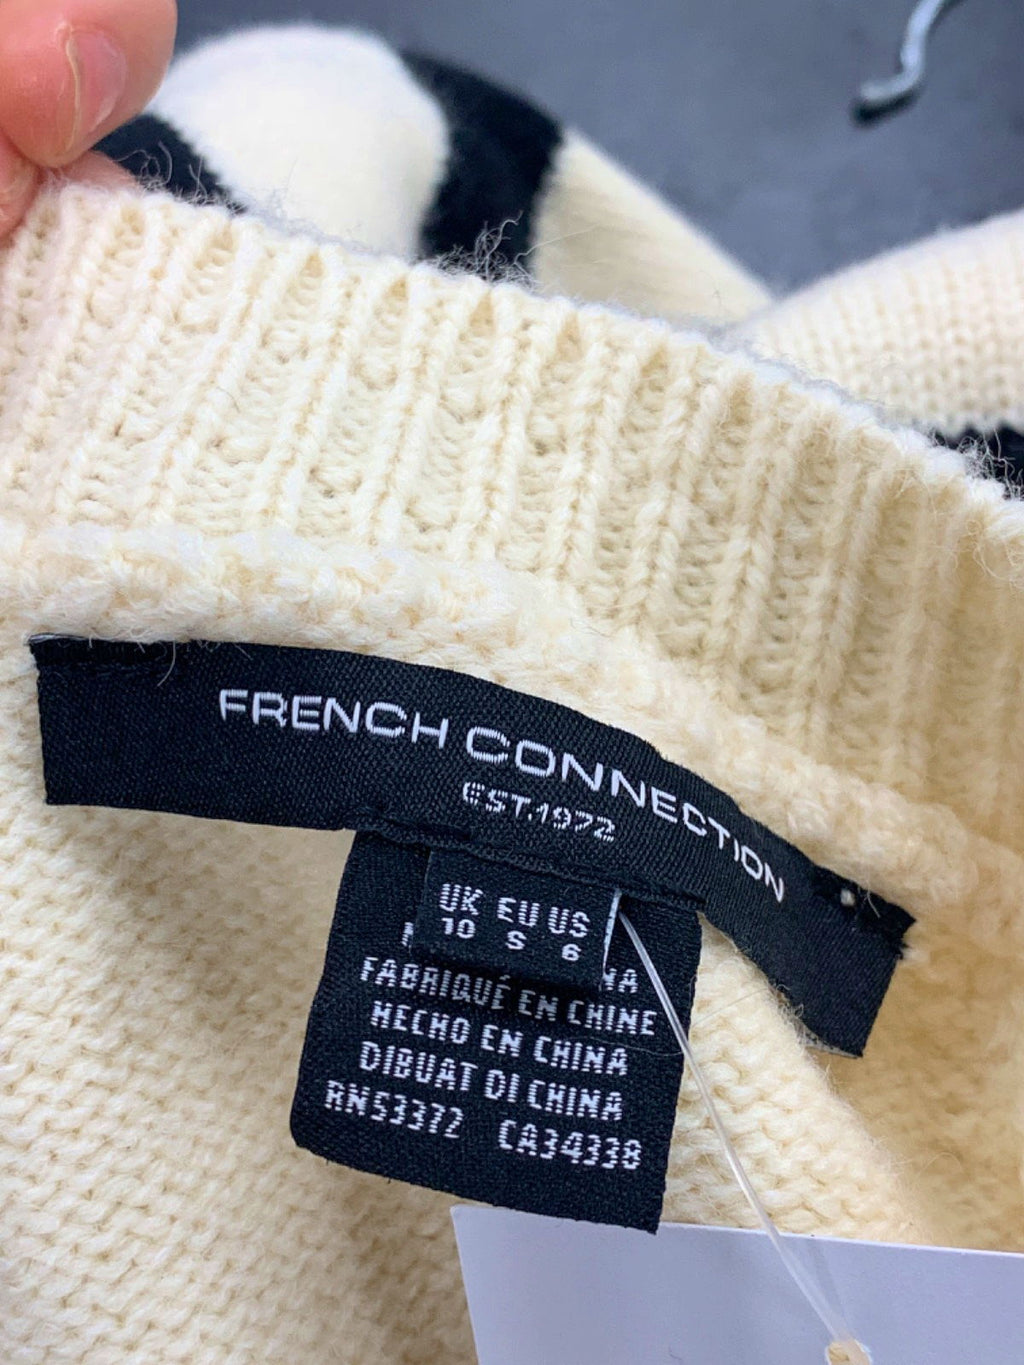 FRENCH CONNECTION
EST.1972
UK EU US
10 S 6
FABRIQUÉ EN CHINE
HECHO EN CHINA
DIBUAT DI CHINA
RN53372 CA34338